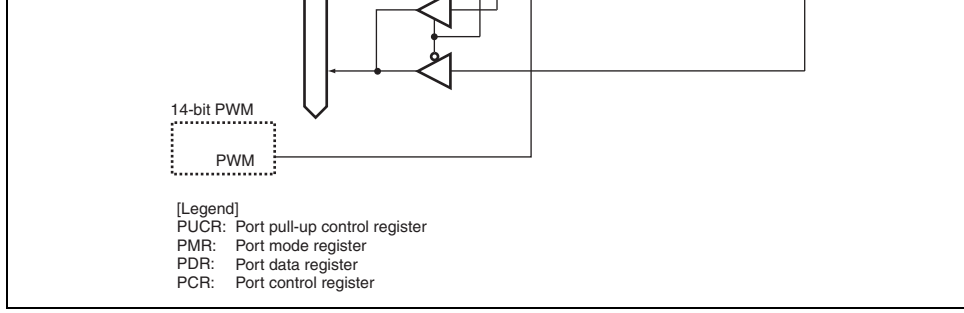 14-bit PWM
PWM
[Legend]
PUCR: Port pull-up control register
PMR: Port mode register
PDR: Port data register
PCR: Port control register